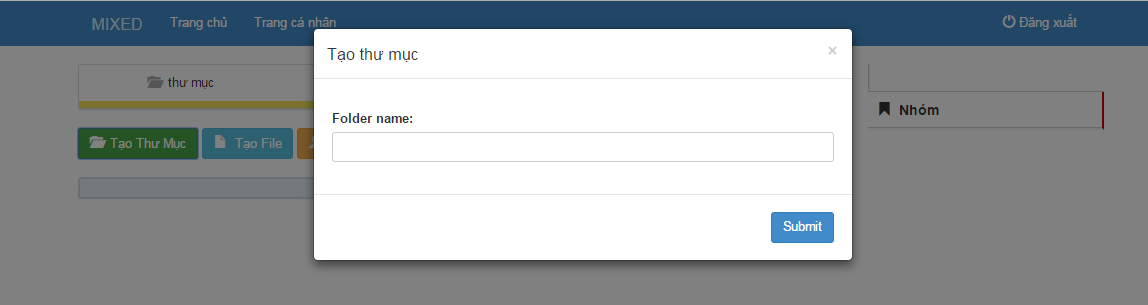 MIXED Trang chủ Trang cá nhân Đăng xuất
Tạo thư mục ×
thư mục
Nhóm
Folder name:
Tạo Thư Mục Tạo File
Submit